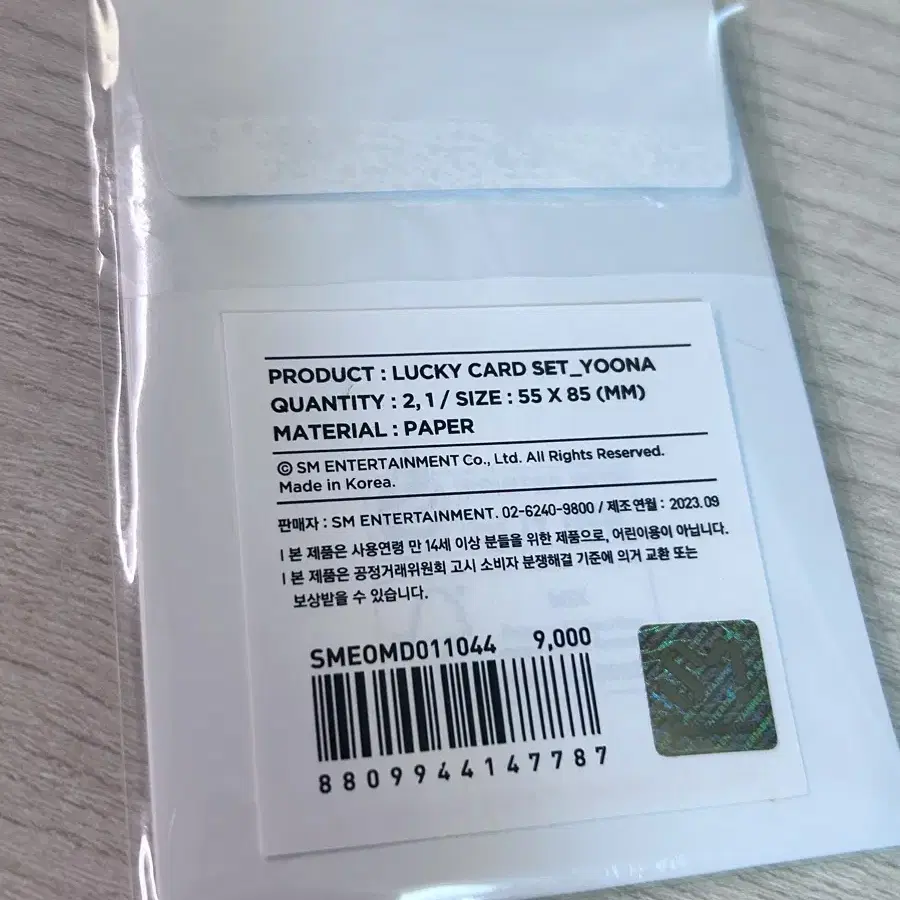 PRODUCT : LUCKY CARD SET_YOONA
QUANTITY : 2, 1 / SIZE : 55 X 85 (MM)
MATERIAL : PAPER
© SM ENTERTAINMENT Co., Ltd. All Rights Reserved.
Made in Korea.
판매자 : SM ENTERTAINMENT. 02-6240-9800 / 제조연월 : 2023.09
l 본 제품은 사용연령 만 14세 이상 분들을 위한 제품으로, 어린이용이 아닙니다.
l 본 제품은 공정거래위원회 고시 소비자 분쟁해결 기준에 의거 교환 또는
보상받을 수 있습니다.
SMEOMD011044 9,000
8809944147787